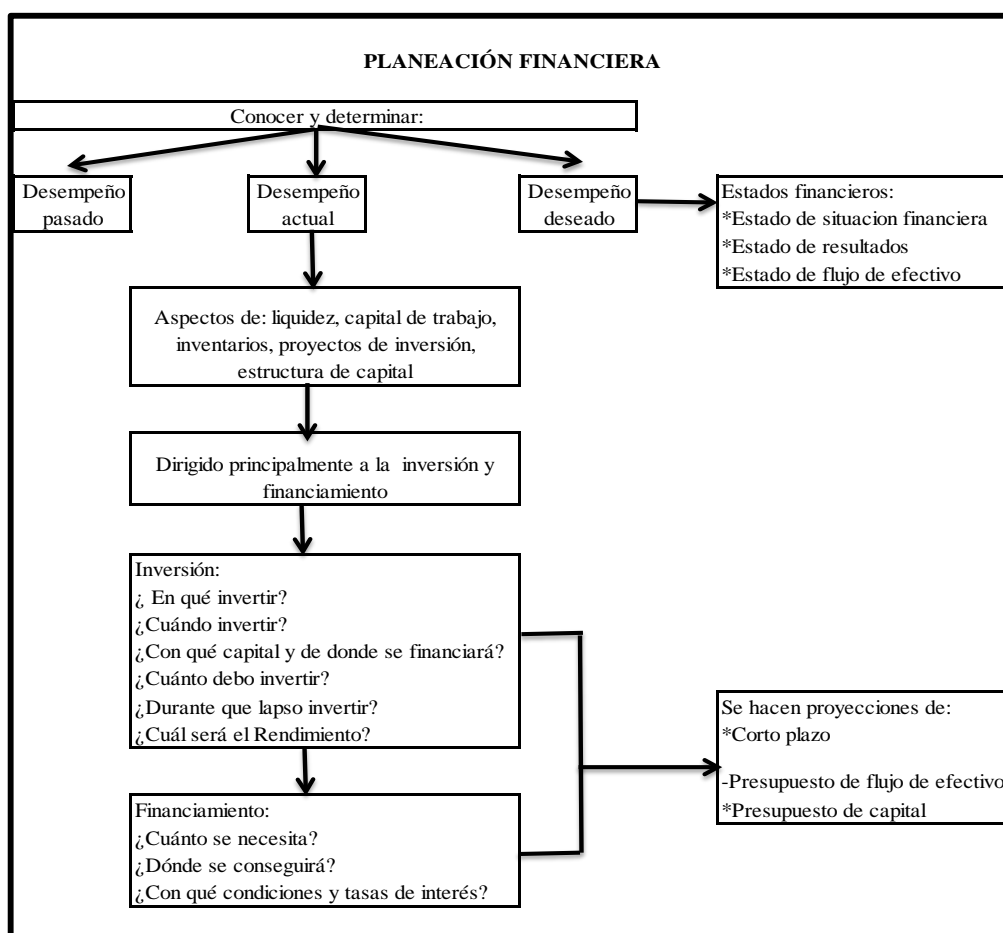 PLANEACIÓN FINANCIERA
Conocer y determinar:
Desempeño
pasado
Desempeño
actual
Desempeño
deseado
Estados financieros:
*Estado de situacion financiera
*Estado de resultados
*Estado de flujo de efectivo
Aspectos de: liquidez, capital de trabajo,
inventarios, proyectos de inversión,
estructura de capital
Dirigido principalmente a la inversión y
financiamiento
Inversión:
¿ En qué invertir?
¿Cuándo invertir?
¿Con qué capital y de donde se financiará?
¿Cuánto debo invertir?
¿Durante que lapso invertir?
¿Cuál será el Rendimiento?
Financiamiento:
¿Cuánto se necesita?
¿Dónde se conseguirá?
¿Con qué condiciones y tasas de interés?
Se hacen proyecciones de:
*Corto plazo
-Presupuesto de flujo de efectivo
*Presupuesto de capital